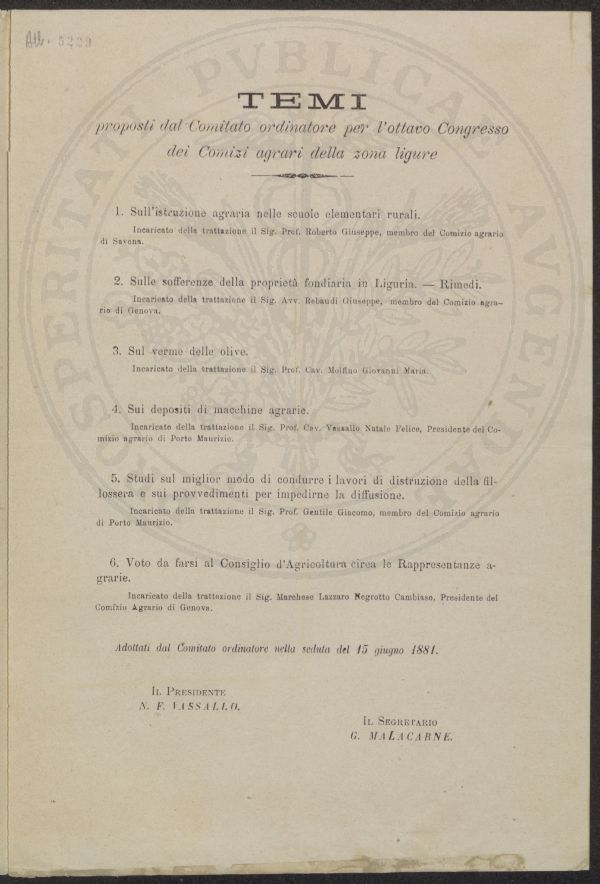 All. 5229
TEMI
proposti dal Comitato ordinatore per l'ottavo Congresso
dei Comizi agrari della zona ligure
1. Sull'istruzione agraria nelle scuole elementari rurali.
Incaricato della trattazione il Sig. Prof. Roberto Giuseppe, membro del Comizio agrario
di Savona.
2. Sulle sofferenze della proprietà fondiaria in Liguria. — Rimedi.
Incaricato della trattazione il Sig. Avv. Rebaudi Giuseppe, membro del Comizio agra-
rio di Genova.
3. Sul verme delle olive.
Incaricato della trattazione il Sig. Prof. Cav. Molfino Giovanni Maria.
4. Sui depositi di macchine agrarie.
Incaricato della trattazione il Sig. Prof. Cav. Vassallo Natale Felice, Presidente del Co-
mizio agrario di Porto Maurizio.
5. Studi sul miglior modo di condurre i lavori di distruzione della fil-
lossera e sui provvedimenti per impedirne la diffusione.
Incaricato della trattazione il Sig. Prof. Gentile Giacomo, membro del Comizio agrario
di Porto Maurizio.
6. Voto da farsi al Consiglio d'Agricoltura circa le Rappresentanze a-
grarie.
Incaricato della trattazione il Sig. Marchese Lazzaro Negrotto Cambiaso, Presidente del
Comizio Agrario di Genova.
Adottati dal Comitato ordinatore nella seduta del 15 giugno 1881.
IL PRESIDENTE
N. F. VASSALLO.
IL SEGRETARIO
G. MALACARNE.
PROSPERITATI PVBLICAE AVGENDAE